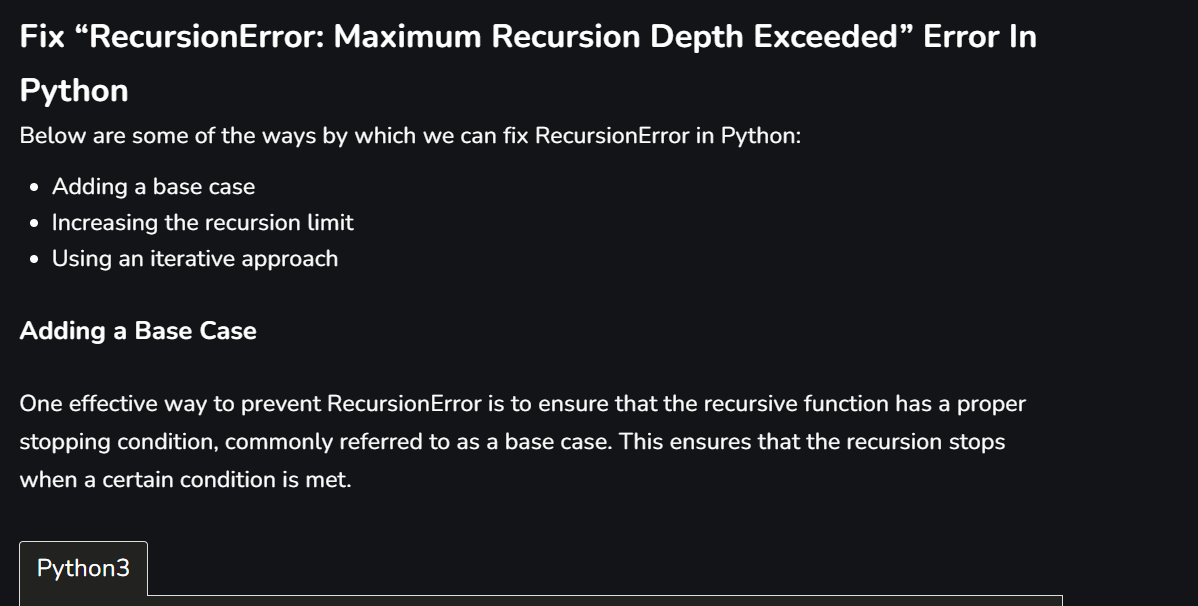 Fix “RecursionError: Maximum Recursion Depth Exceeded” Error In
Python
Below are some of the ways by which we can fix RecursionError in Python:
• Adding a base case
• Increasing the recursion limit
• Using an iterative approach
Adding a Base Case
One effective way to prevent RecursionError is to ensure that the recursive function has a proper
stopping condition, commonly referred to as a base case. This ensures that the recursion stops
when a certain condition is met.
Python3